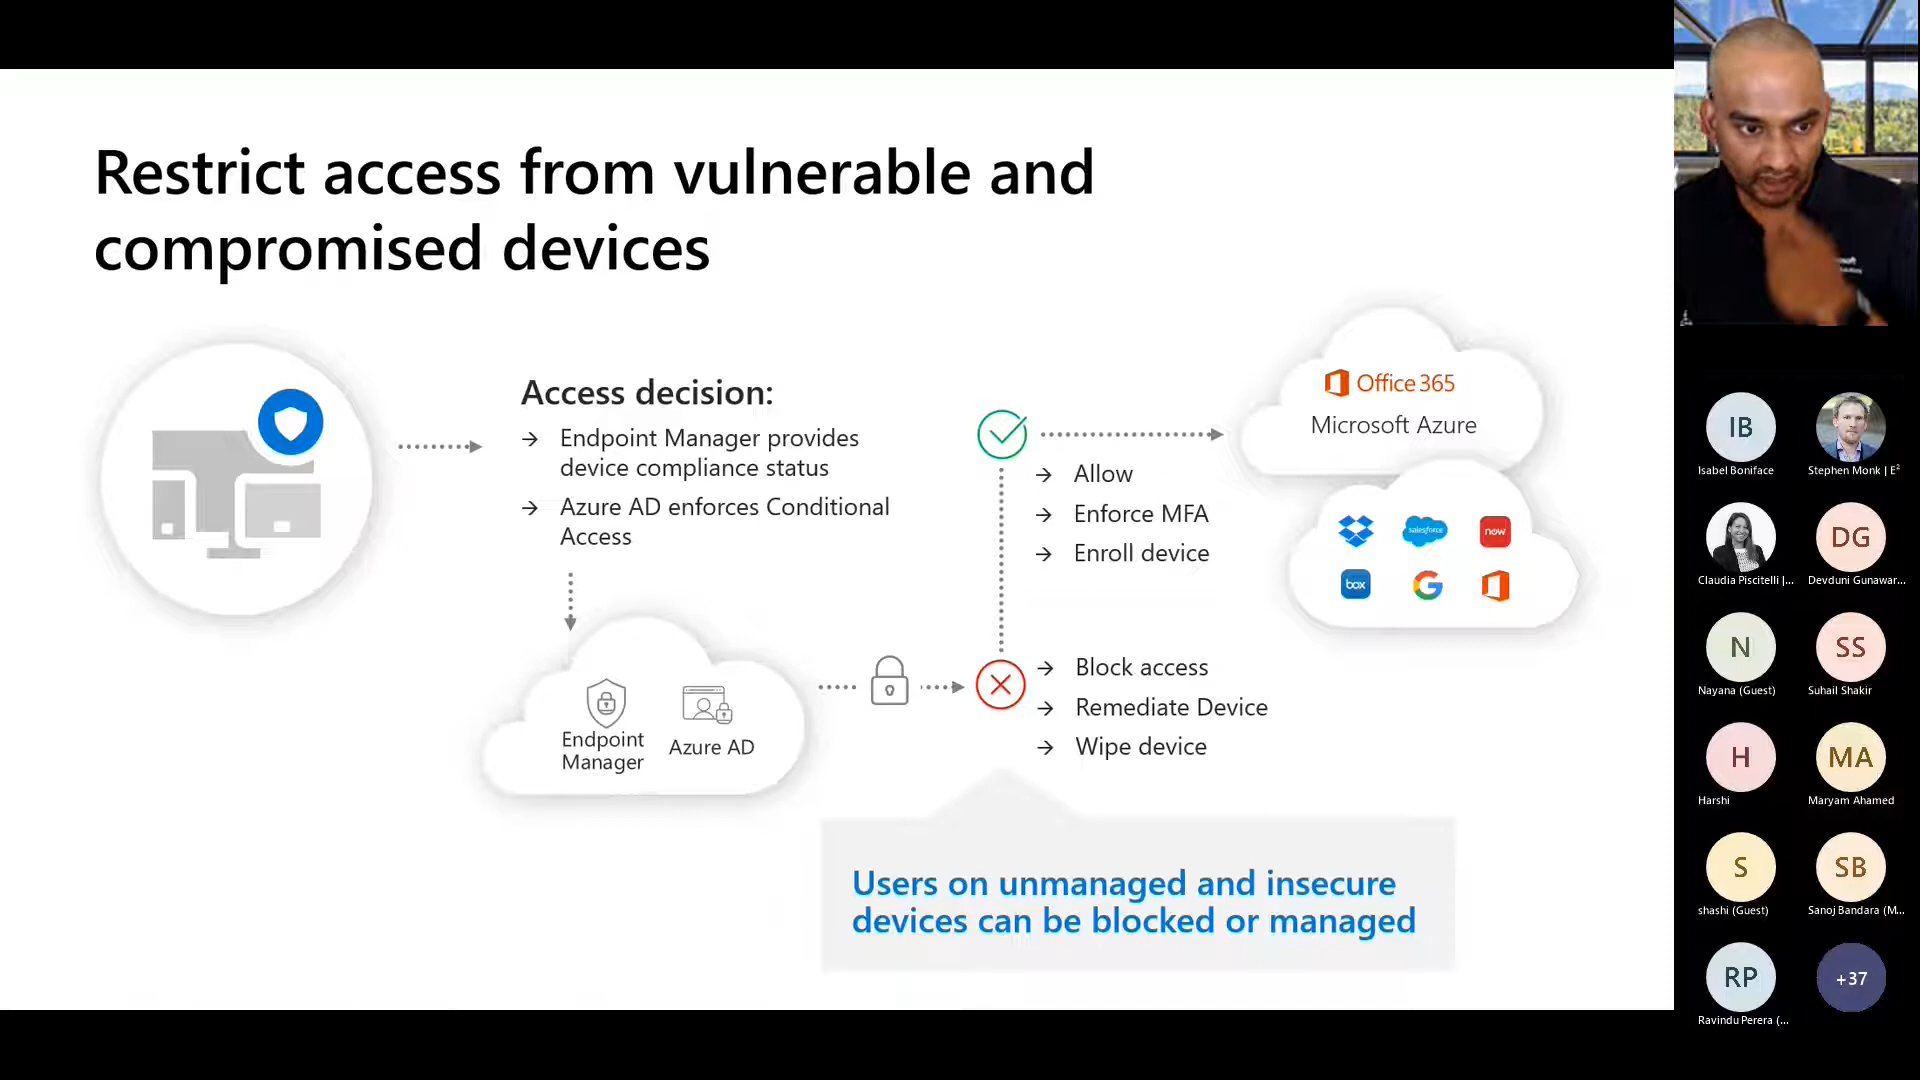 Restrict access from vulnerable and
compromised devices
Access decision:
→ Endpoint Manager provides
device compliance status
→ Azure AD enforces Conditional
Access
Endpoint
Manager
Azure AD
→ Allow
→ Enforce MFA
→ Enroll device
→ Block access
→ Remediate Device
→ Wipe device
Office 365
Microsoft Azure
salesforce
now
box
G
Users on unmanaged and insecure
devices can be blocked or managed
IB
Isabel Boniface
Stephen Monk | E²
Claudia Piscitelli |...
DG
Devduni Gunawar...
N
Nayana (Guest)
SS
Suhail Shakir
H
Harshi
MA
Maryam Ahamed
S
shashi (Guest)
SB
Sanoj Bandara (M...
RP
Ravindu Perera (...
+37